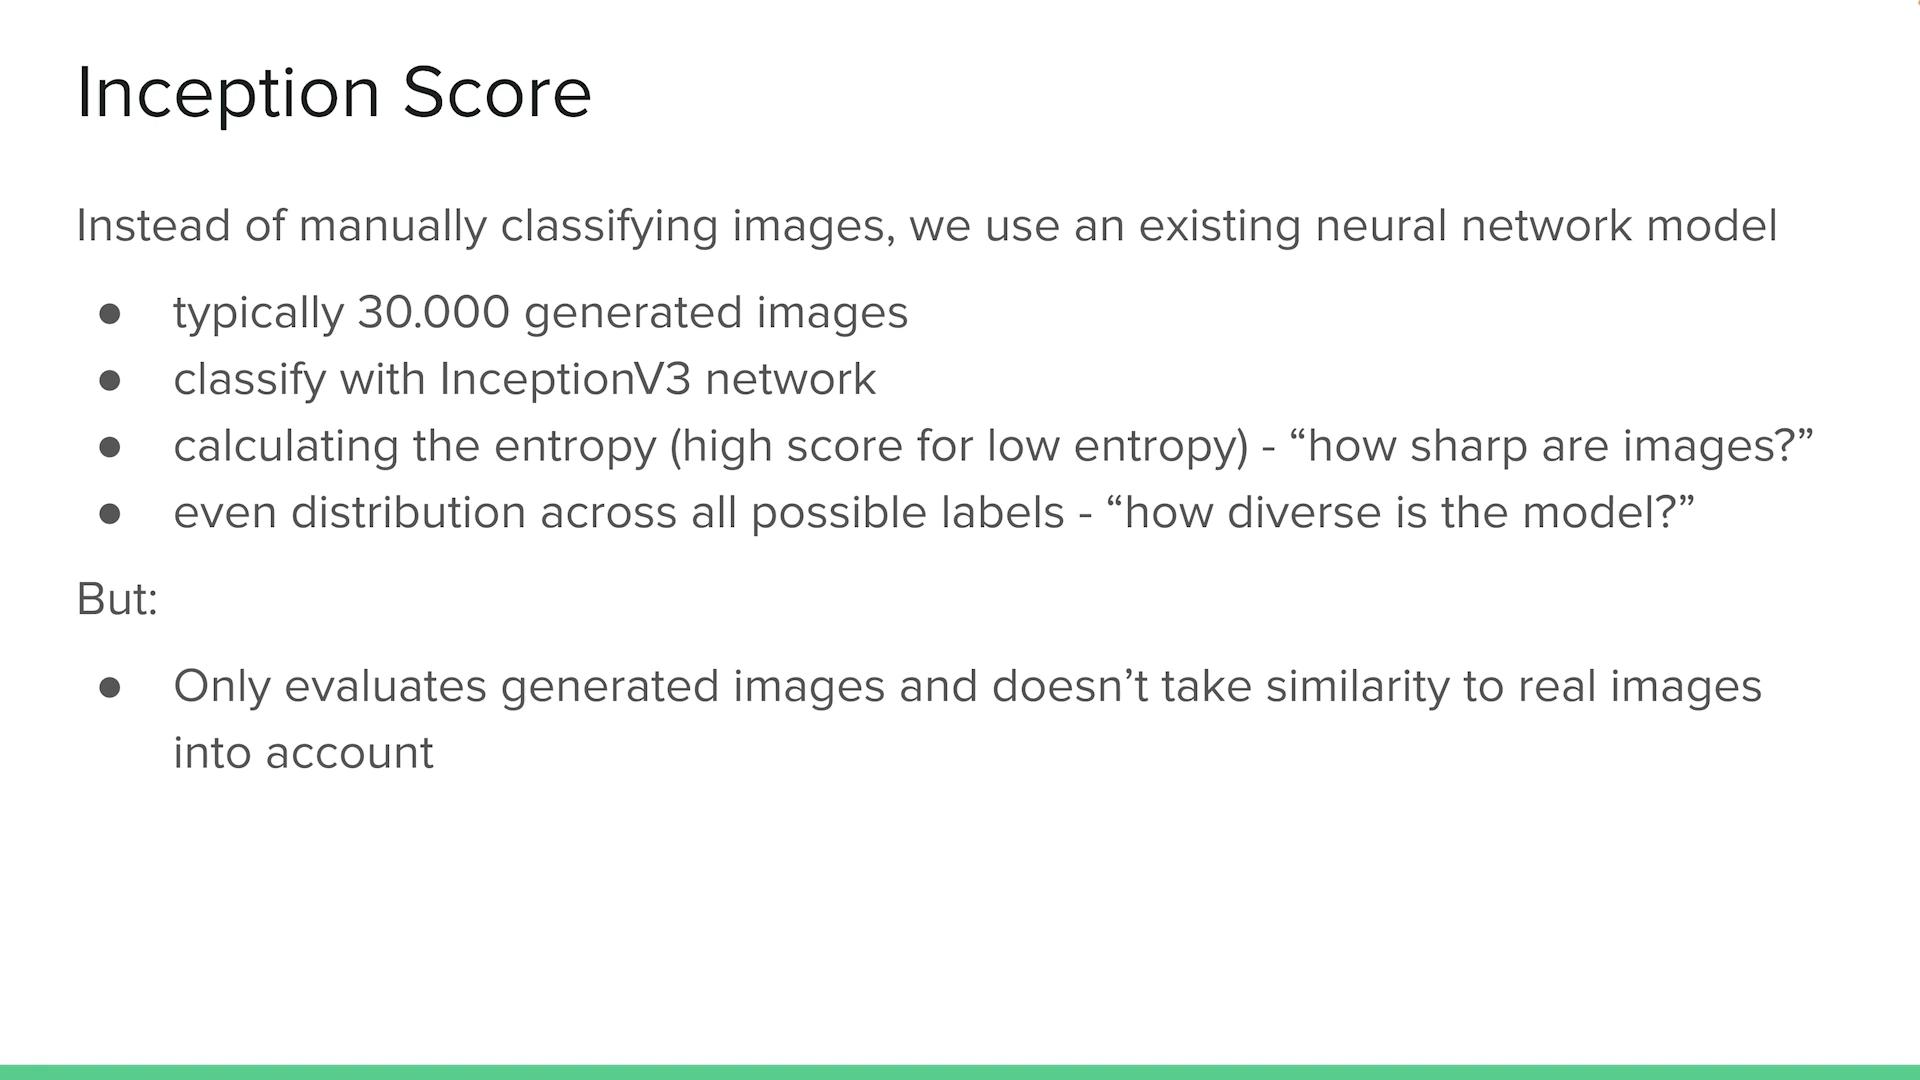 Inception Score
Instead of manually classifying images, we use an existing neural network model
● typically 30.000 generated images
● classify with InceptionV3 network
● calculating the entropy (high score for low entropy) - “how sharp are images?”
● even distribution across all possible labels - “how diverse is the model?”
But:
● Only evaluates generated images and doesn’t take similarity to real images
into account